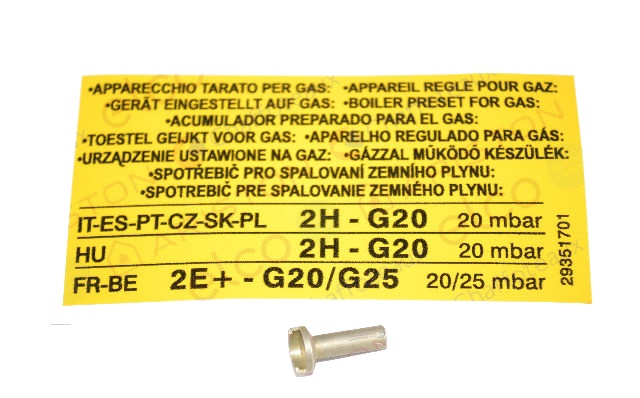 •APPARECCHIO TARATO PER GAS: •APPAREIL REGLE POUR GAZ:
•GERÄT EINGESTELLT AUF GAS: •BOILER PRESET FOR GAS:
•ACUMULADOR PREPARADO PARA EL GAS:
•TOESTEL GEIJKT VOOR GAS: •APARELHO REGULADO PARA GÁS:
•URZĄDZENIE USTAWIONE NA GAZ: •GÁZZAL MŰKÖDŐ KÉSZÜLÉK:
•SPOTŘEBIČ PRO SPALOVANÍ ZEMNÍHO PLYNU:
•SPOTREBIČ PRE SPALOVANIE ZEMNÉHO PLYNU:
IT-ES-PT-CZ-SK-PL 2H - G20 20 mbar
HU 2H - G20 20 mbar
FR-BE 2E+ - G20/G25 20/25 mbar
29351701